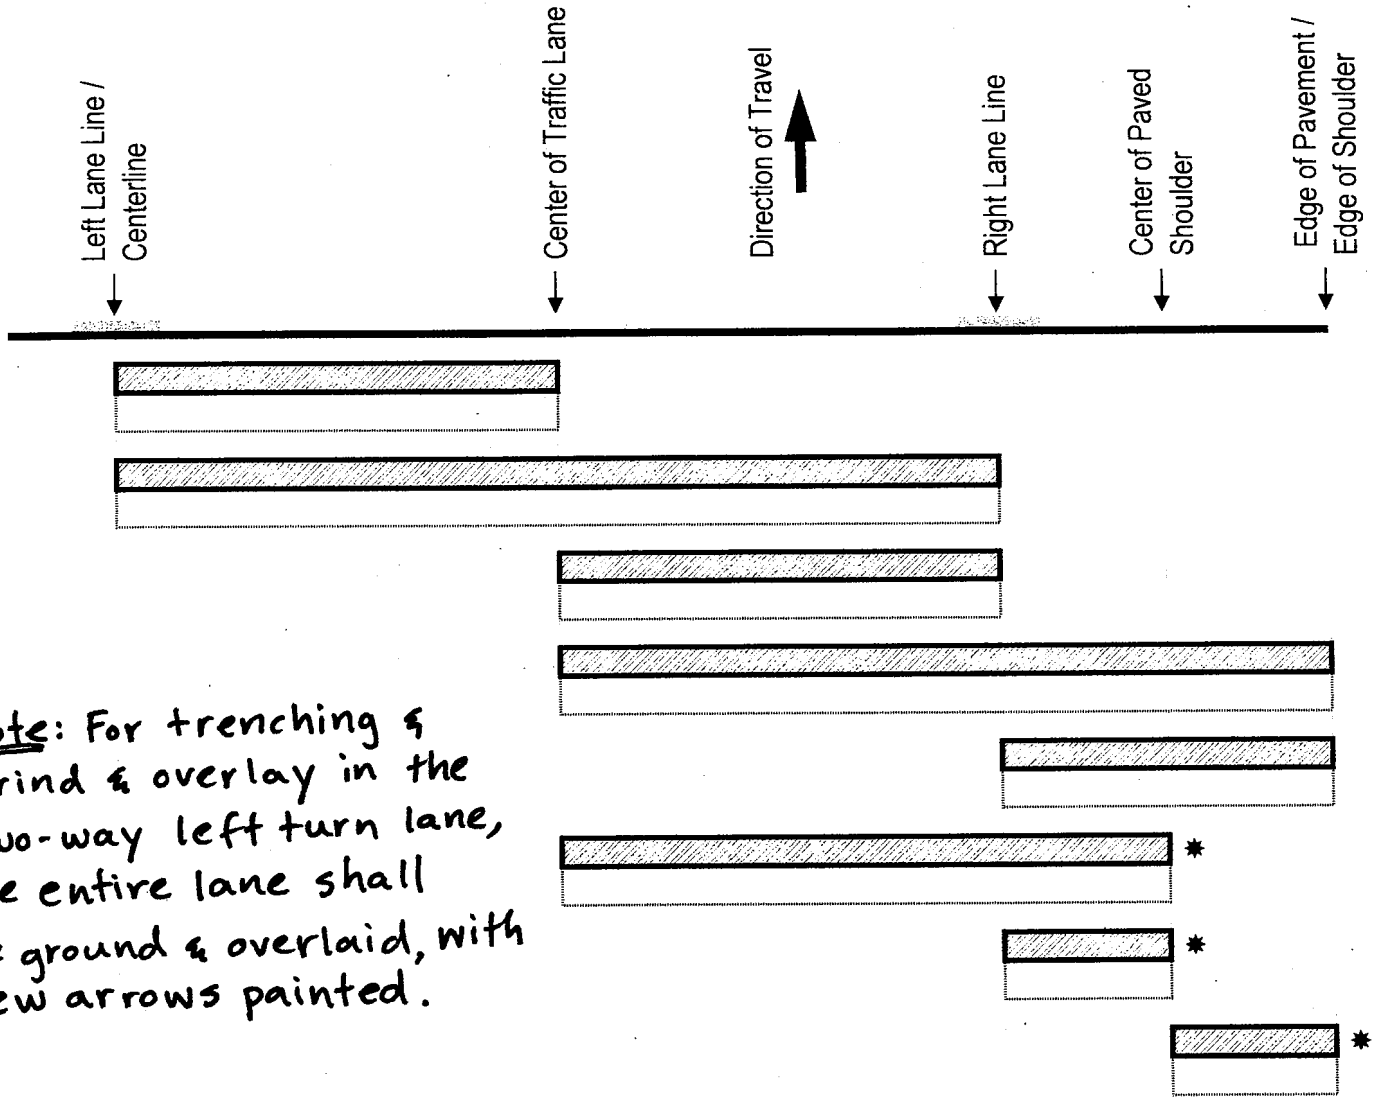 Left Lane Line /
Centerline
Center of Traffic Lane
Direction of Travel
Right Lane Line
Center of Paved
Shoulder
Edge of Pavement /
Edge of Shoulder
ote: For trenching &
rind & overlay in the
wo-way left turn lane,
e entire lane shall
e ground & overlaid, with
ew arrows painted.
*
*
*